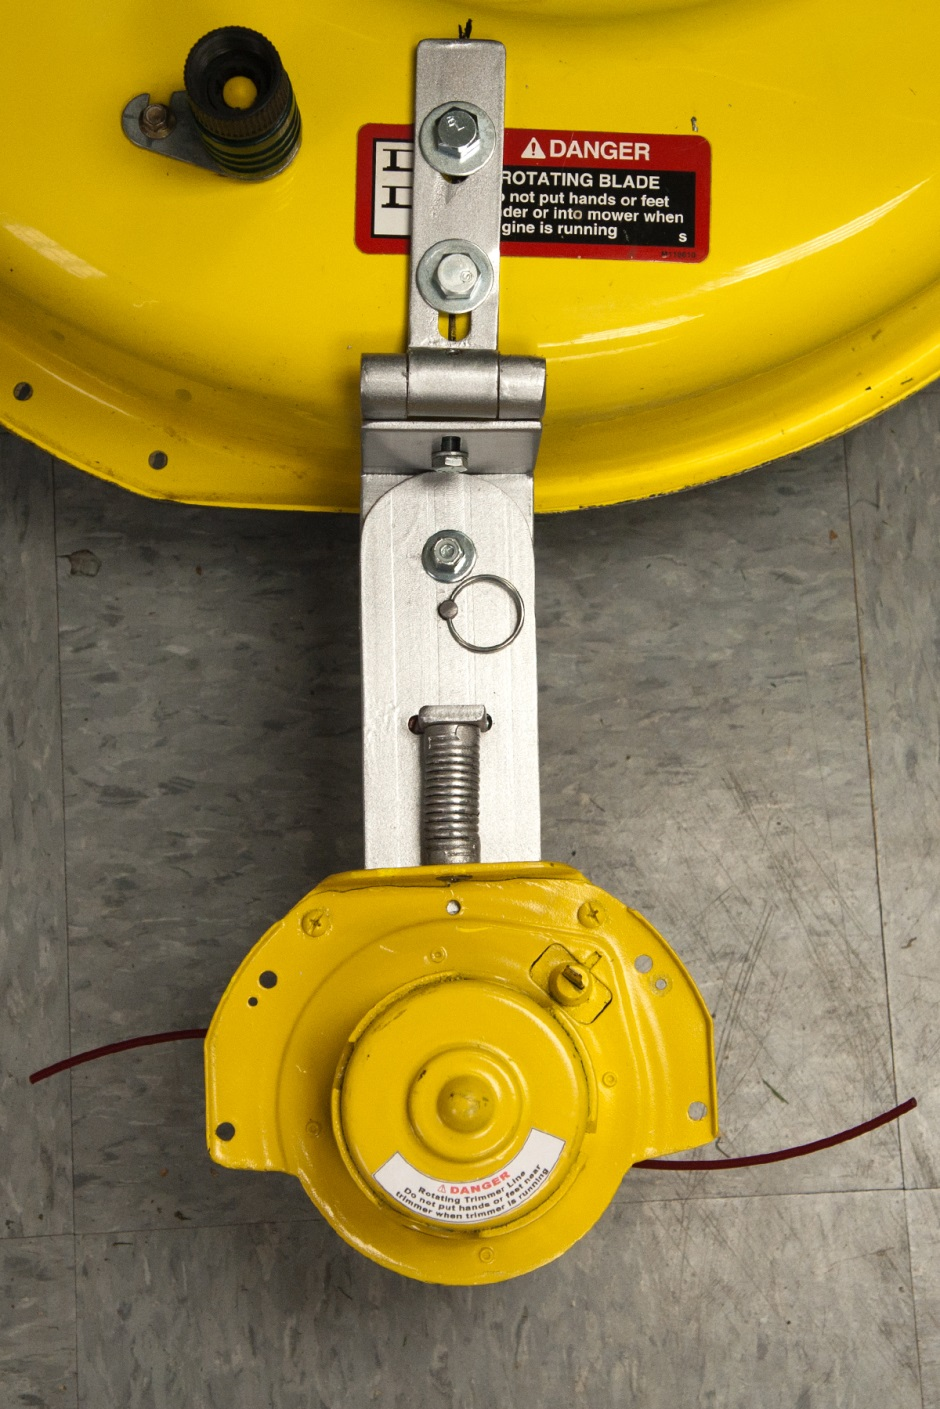 DANGER
ROTATING BLADE
not put hands or feet
der or into mower when
gine is running
S
DANGER
Rotating Trimmer Line
Do not put hands or feet near
trimmer when trimmer is running